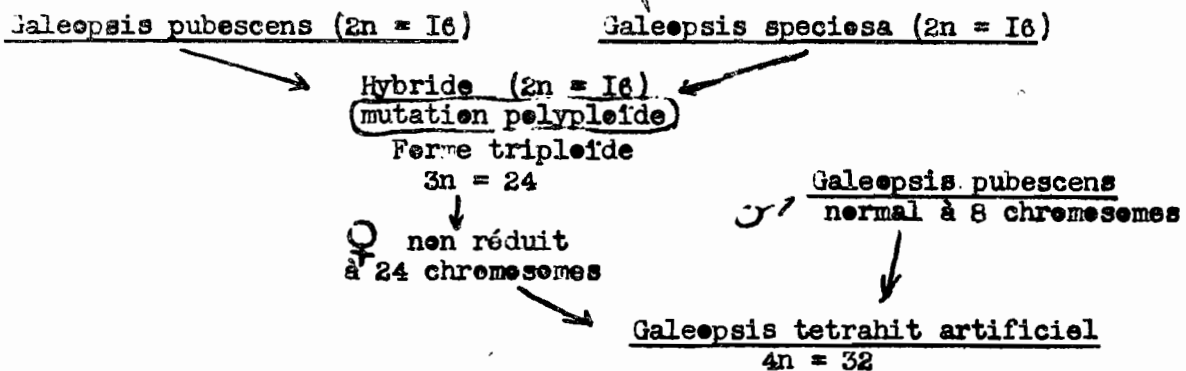 Galeopsis pubescens (2n = I6)
Galeopsis speciosa (2n = I6)
Hybride (2n = I6)
mutation polyploïde
Forme triploïde
3n = 24
Galeopsis pubescens
♂ normal à 8 chromosomes
♀ non réduit
à 24 chromosomes
Galeopsis tetrahit artificiel
4n = 32